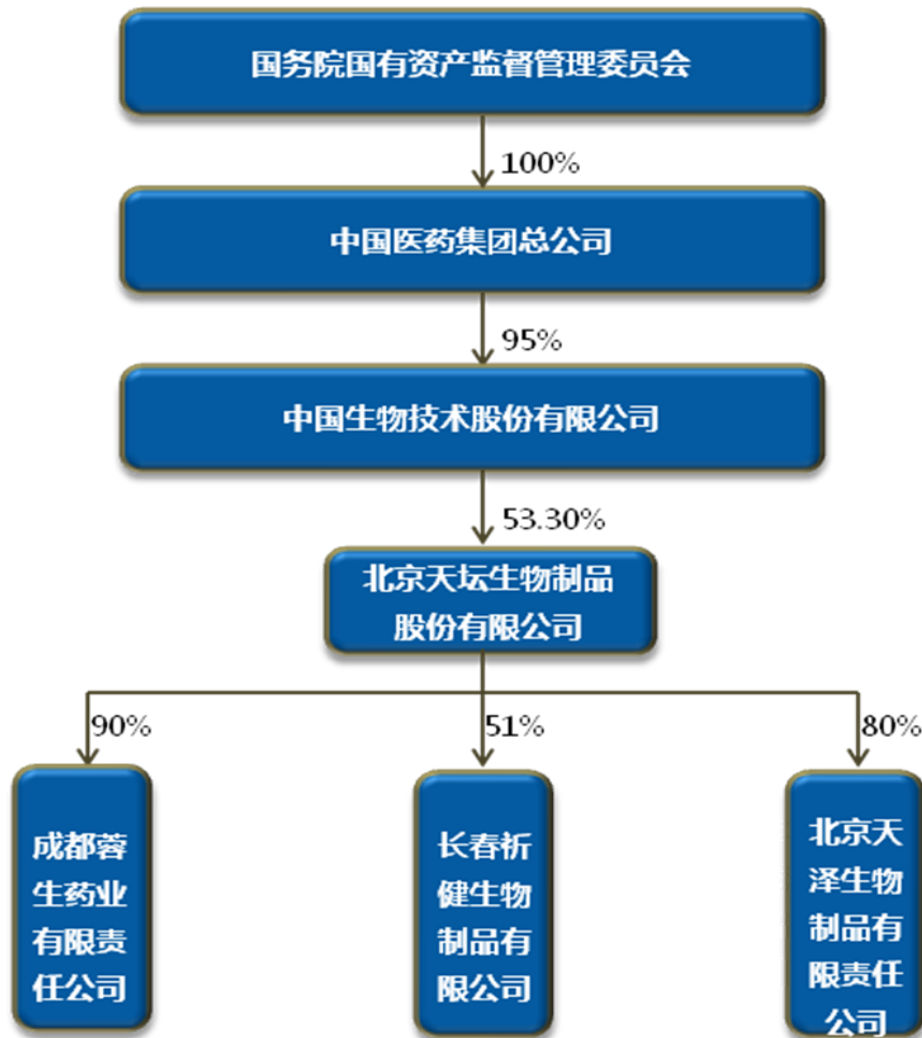 国务院国有资产监督管理委员会
100%
中国医药集团总公司
95%
中国生物技术股份有限公司
53.30%
北京天坛生物制品
股份有限公司
90%
51%
80%
成都蓉
生药业
有限责
任公司
长春祈
健生物
制品有
限公司
北京天
泽生物
制品有
限责任
公司